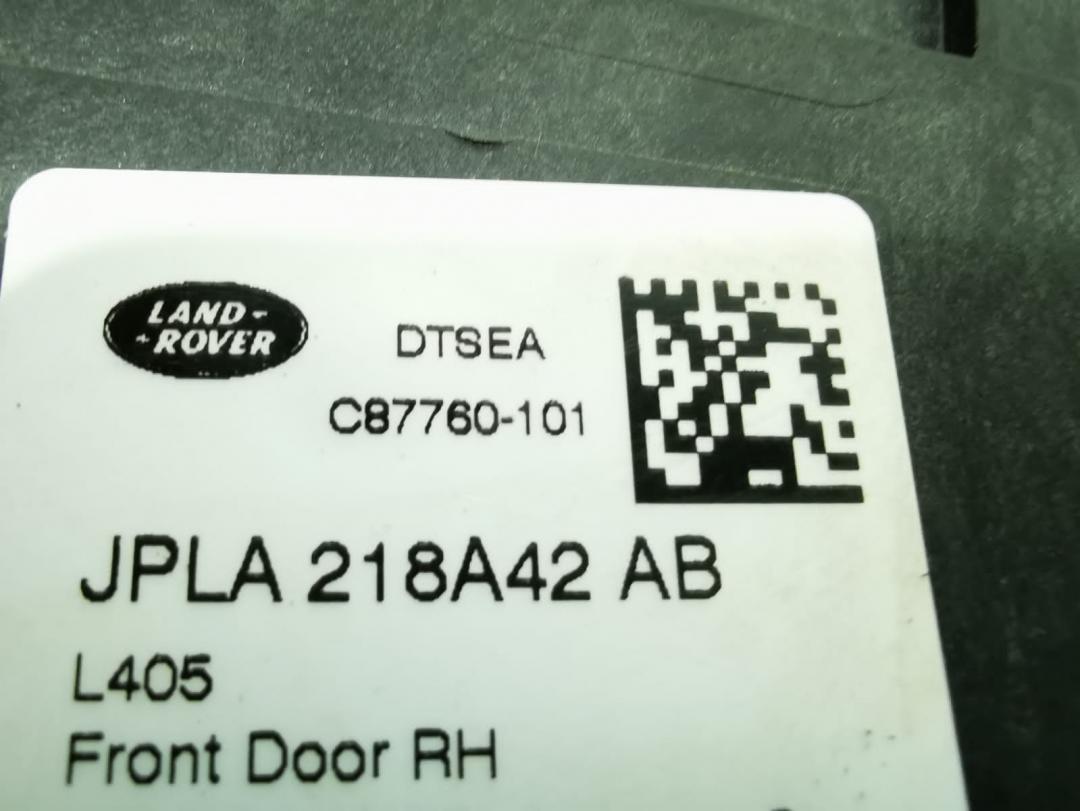 LAND-
-ROVER
DTSEA
C87760-101
JPLA 218A42 AB
L405
Front Door RH